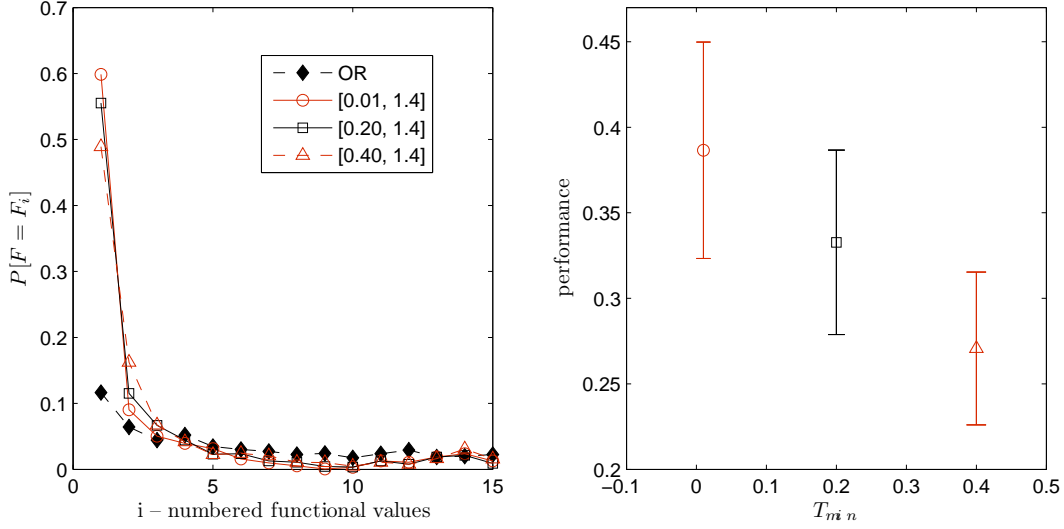 0.7
0.6
0.5
0.4
0.3
0.2
0.1
0
P[F = F_i]
OR
[0.01, 1.4]
[0.20, 1.4]
[0.40, 1.4]
0 5 10 15
i – numbered functional values
0.45
0.4
0.35
0.3
0.25
0.2
performance
−0.1 0 0.1 0.2 0.3 0.4 0.5
T_min